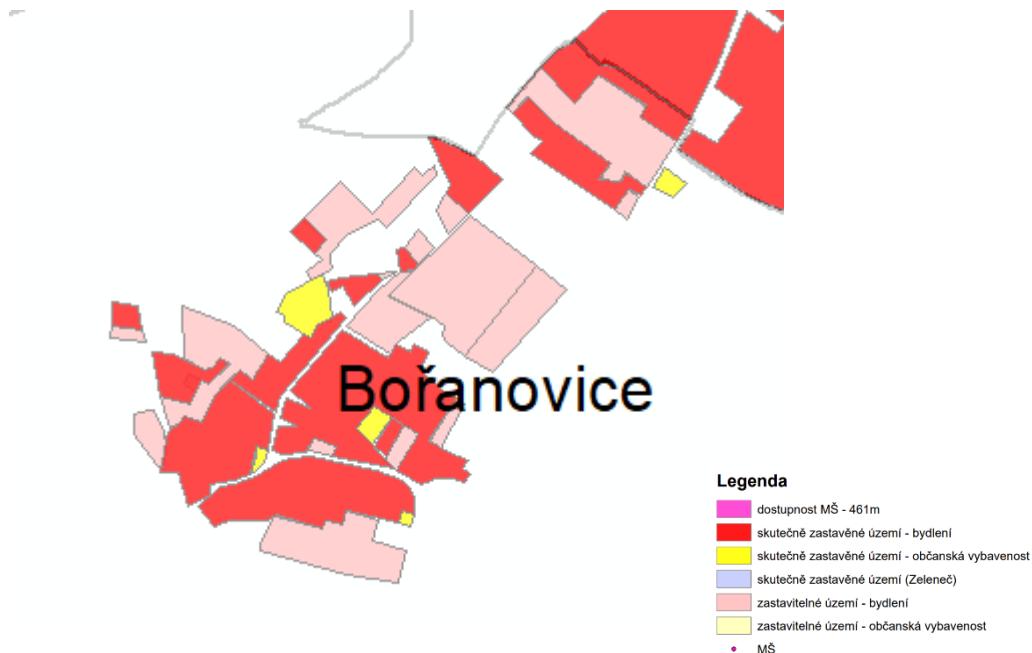 Bořanovice
Legenda
dostupnost MŠ - 461m
skutečně zastavěné území - bydlení
skutečně zastavěné území - občanská vybavenost
skutečně zastavěné území (Zeleneč)
zastavitelné území - bydlení
zastavitelné území - občanská vybavenost
MŠ